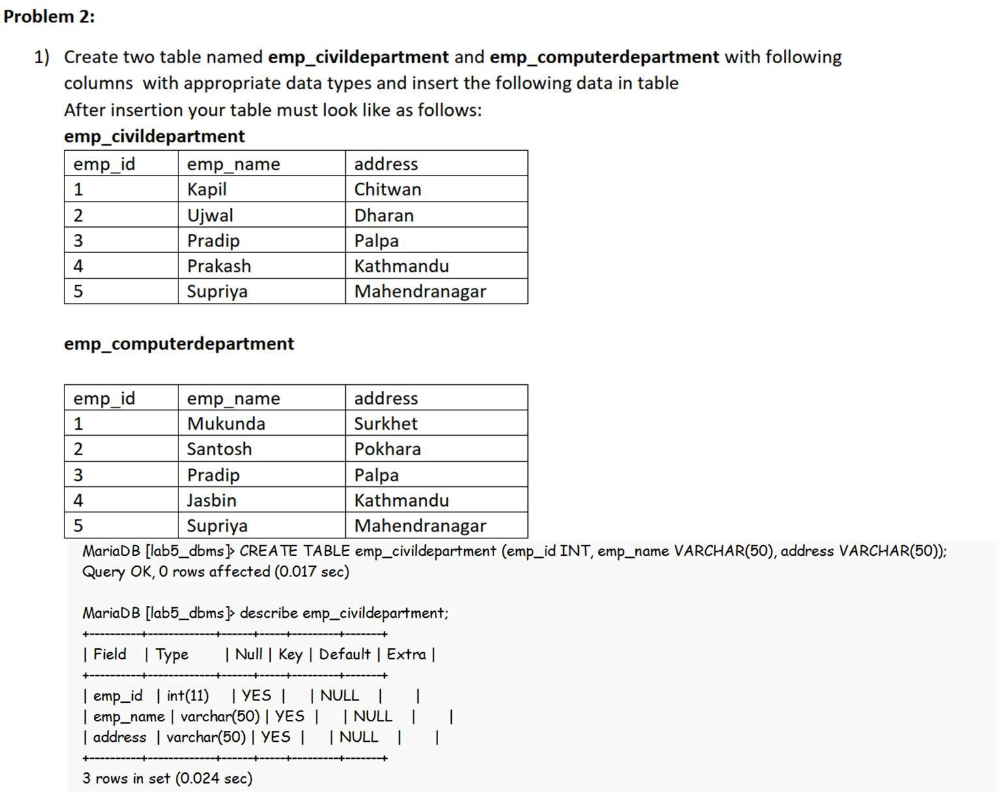 Problem 2:
1) Create two table named emp_civildepartment and emp_computerdepartment with following
columns with appropriate data types and insert the following data in table
After insertion your table must look like as follows:
emp_civildepartment
emp_id emp_name address
1 Kapil Chitwan
2 Ujwal Dharan
3 Pradip Palpa
4 Prakash Kathmandu
5 Supriya Mahendranagar
emp_computerdepartment
emp_id emp_name address
1 Mukunda Surkhet
2 Santosh Pokhara
3 Pradip Palpa
4 Jasbin Kathmandu
5 Supriya Mahendranagar
MariaDB [lab5_dbms]> CREATE TABLE emp_civildepartment (emp_id INT, emp_name VARCHAR(50), address VARCHAR(50));
Query OK, 0 rows affected (0.017 sec)
MariaDB [lab5_dbms]> describe emp_civildepartment;
+----------+-------------+------+-----+---------+-------+
| Field | Type | Null | Key | Default | Extra |
+----------+-------------+------+-----+---------+-------+
| emp_id | int(11) | YES | | NULL | |
| emp_name | varchar(50) | YES | | NULL | |
| address | varchar(50) | YES | | NULL | |
+----------+-------------+------+-----+---------+-------+
3 rows in set (0.024 sec)